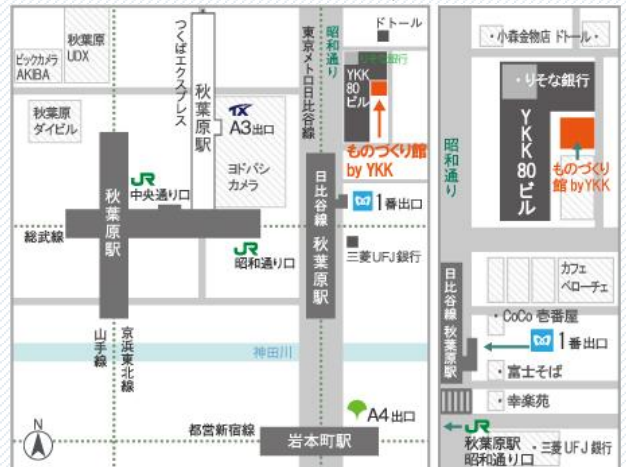 秋葉原
UDX
ビックカメラ
AKIBA
つくばエクスプレス
秋葉原駅
TX
A3出口
秋葉原
ダイビル
ヨドバシ
カメラ
JR
中央通り口
秋葉原駅
総武線
JR
昭和通り口
山手線
京浜東北線
神田川
N
都営新宿線
岩本町駅
A4出口
東京メトロ日比谷線
昭和通り
ドトール
りそな銀行
YKK
80
ビル
ものづくり館
by YKK
日比谷線 秋葉原駅
1番出口
三菱UFJ銀行
・小森金物店 ドトール・
・りそな銀行
YKK80ビル
昭和通り
ものづくり
館 by YKK
カフェ
ベローチェ
・CoCo 壱番屋
日比谷線 秋葉原駅
1番出口
・富士そば
・幸楽苑
JR
秋葉原駅
昭和通り口
・三菱UFJ銀行